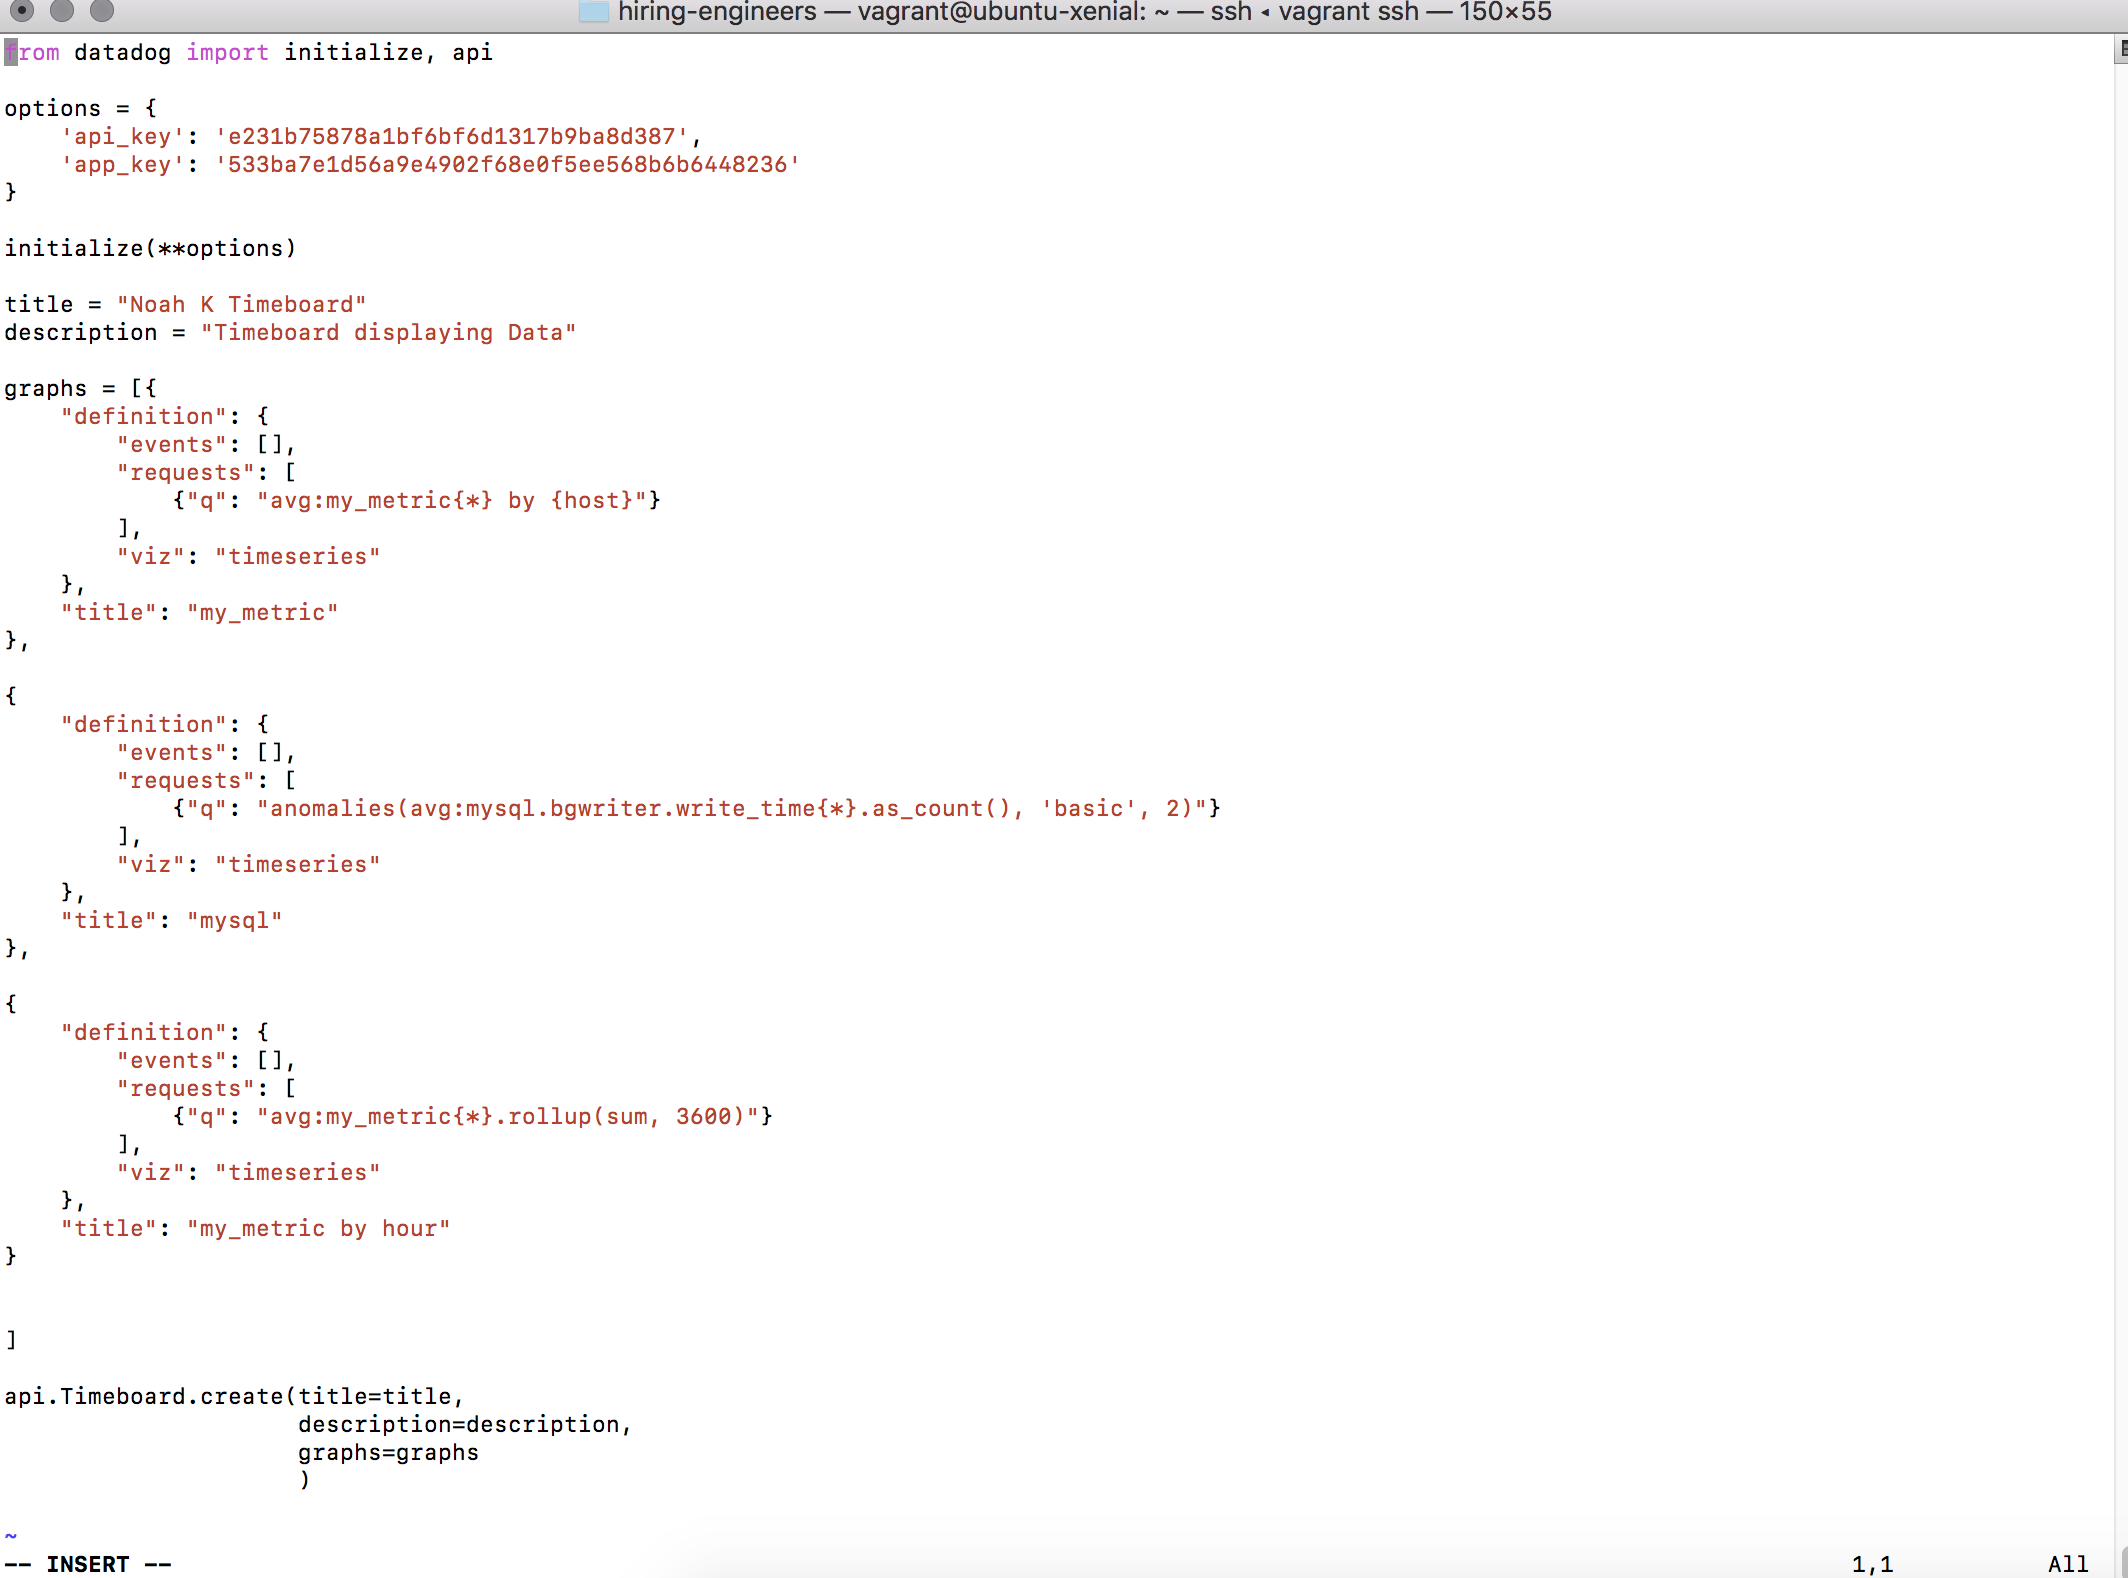 hiring-engineers — vagrant@ubuntu-xenial: ~ — ssh ◂ vagrant ssh — 150×55
from datadog import initialize, api
options = {
    'api_key': 'e231b75878a1bf6bf6d1317b9ba8d387',
    'app_key': '533ba7e1d56a9e4902f68e0f5ee568b6b6448236'
}
initialize(**options)
title = "Noah K Timeboard"
description = "Timeboard displaying Data"
graphs = [{
    "definition": {
        "events": [],
        "requests": [
            {"q": "avg:my_metric{*} by {host}"}
        ],
        "viz": "timeseries"
    },
    "title": "my_metric"
},
{
    "definition": {
        "events": [],
        "requests": [
            {"q": "anomalies(avg:mysql.bgwriter.write_time{*}.as_count(), 'basic', 2)"}
        ],
        "viz": "timeseries"
    },
    "title": "mysql"
},
{
    "definition": {
        "events": [],
        "requests": [
            {"q": "avg:my_metric{*}.rollup(sum, 3600)"}
        ],
        "viz": "timeseries"
    },
    "title": "my_metric by hour"
}
]
api.Timeboard.create(title=title,
                     description=description,
                     graphs=graphs
                     )
~
-- INSERT -- 1,1 All